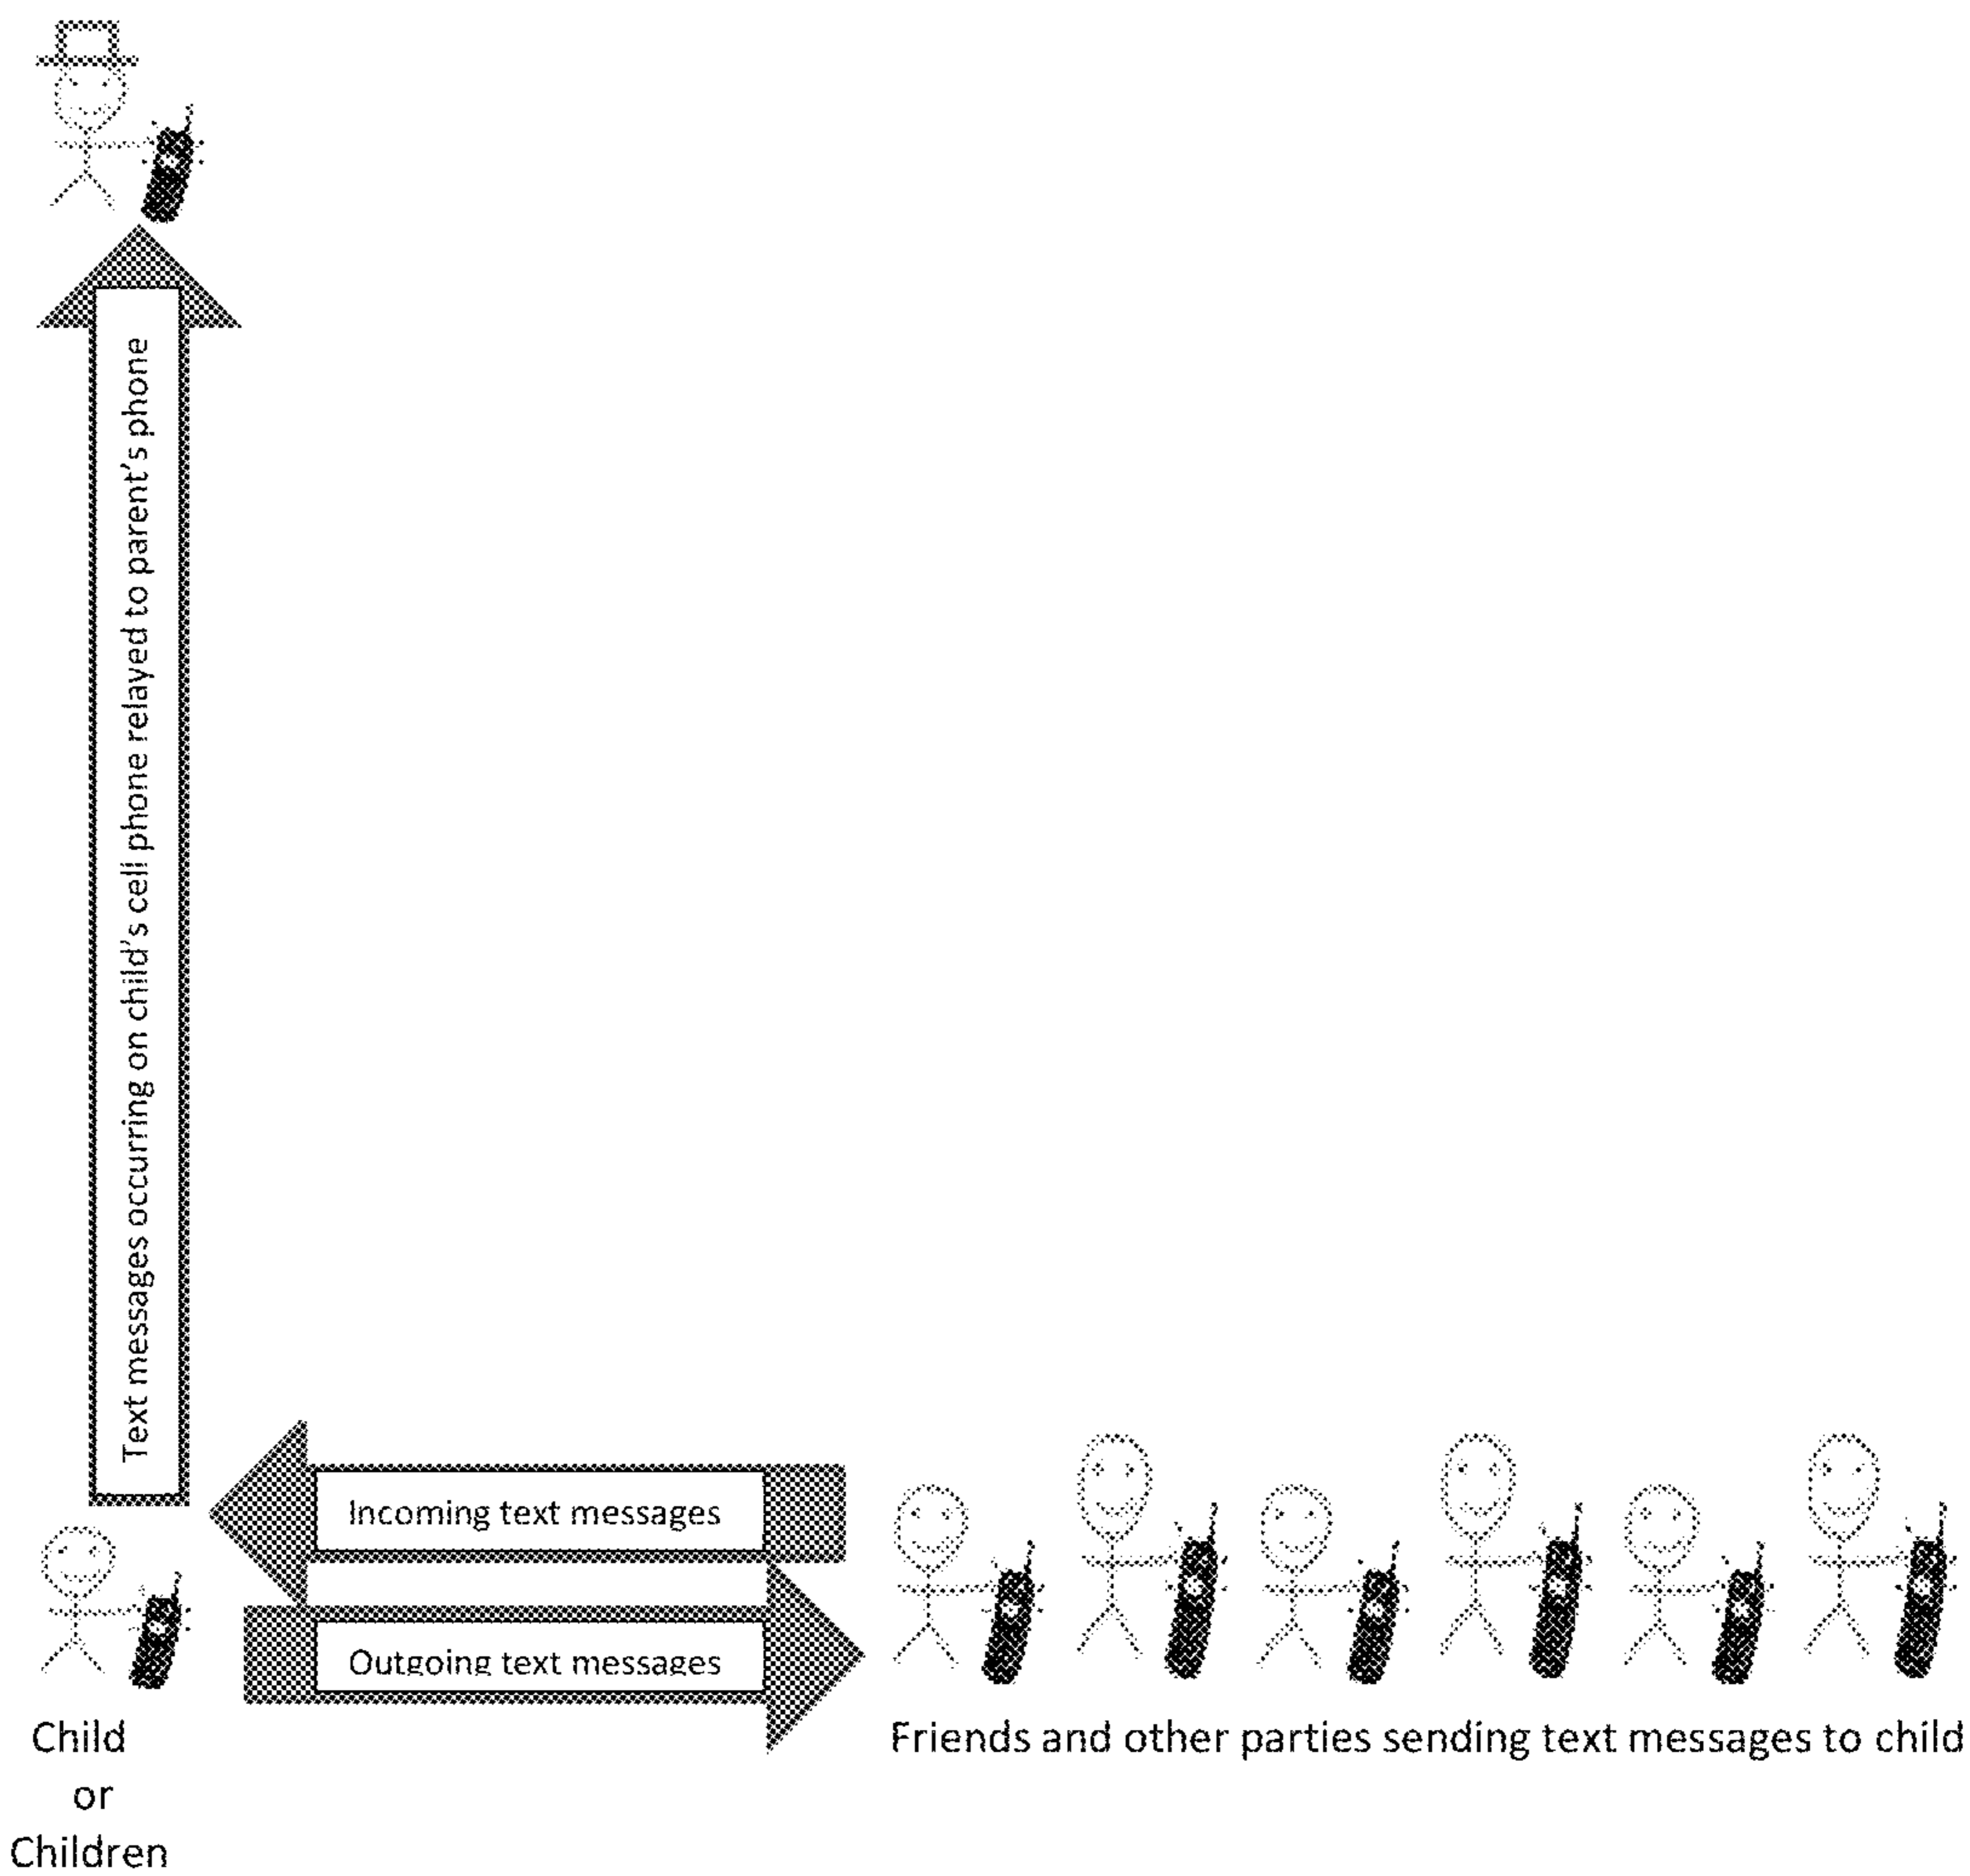 Text messages occurring on child's cell phone relayed to parent's phone
Incoming text messages
Outgoing text messages
Child
or
Children
Friends and other parties sending text messages to child